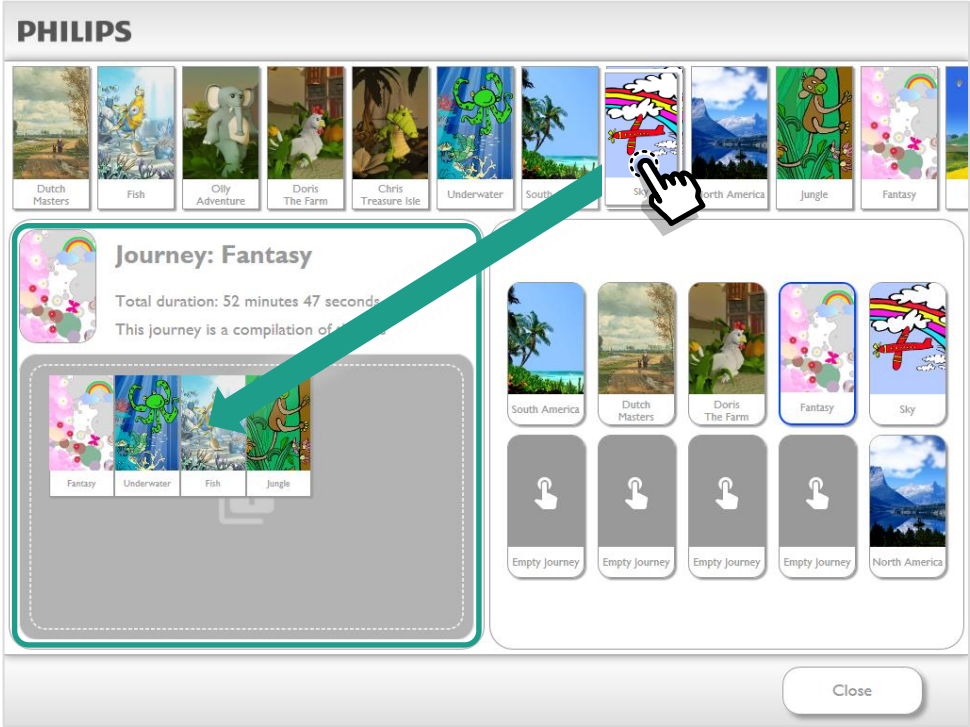 PHILIPS
Dutch
Masters
Fish
Olly
Adventure
Doris
The Farm
Chris
Treasure Isle
Underwater
South
Sky
North America
Jungle
Fantasy
Journey: Fantasy
Total duration: 52 minutes 47 seconds
This journey is a compilation of
Fantasy
Underwater
Fish
Jungle
South America
Dutch
Masters
Doris
The Farm
Fantasy
Sky
Empty Journey
Empty Journey
Empty Journey
Empty Journey
North America
Close